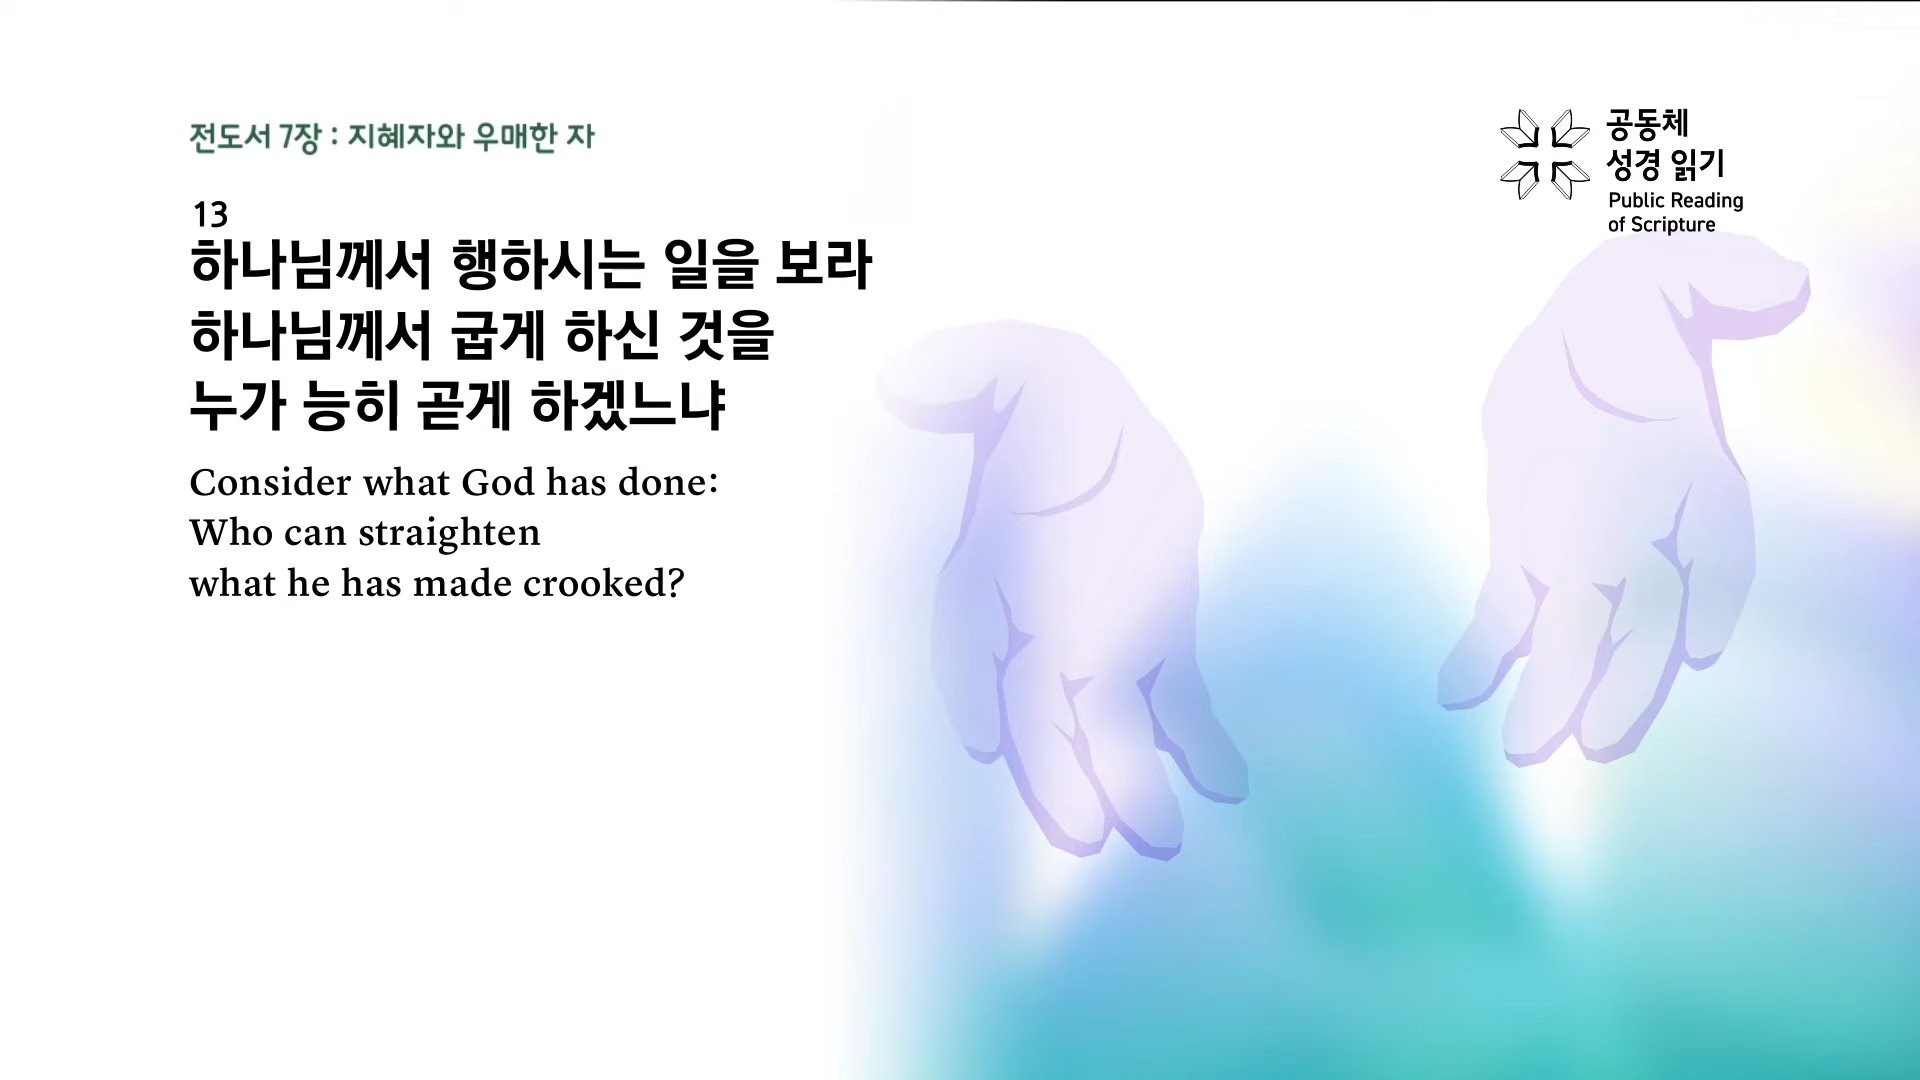 전도서 7장 : 지혜자와 우매한 자
13
하나님께서 행하시는 일을 보라
하나님께서 굽게 하신 것을
누가 능히 곧게 하겠느냐
Consider what God has done:
Who can straighten
what he has made crooked?
공동체
성경 읽기
Public Reading
of Scripture